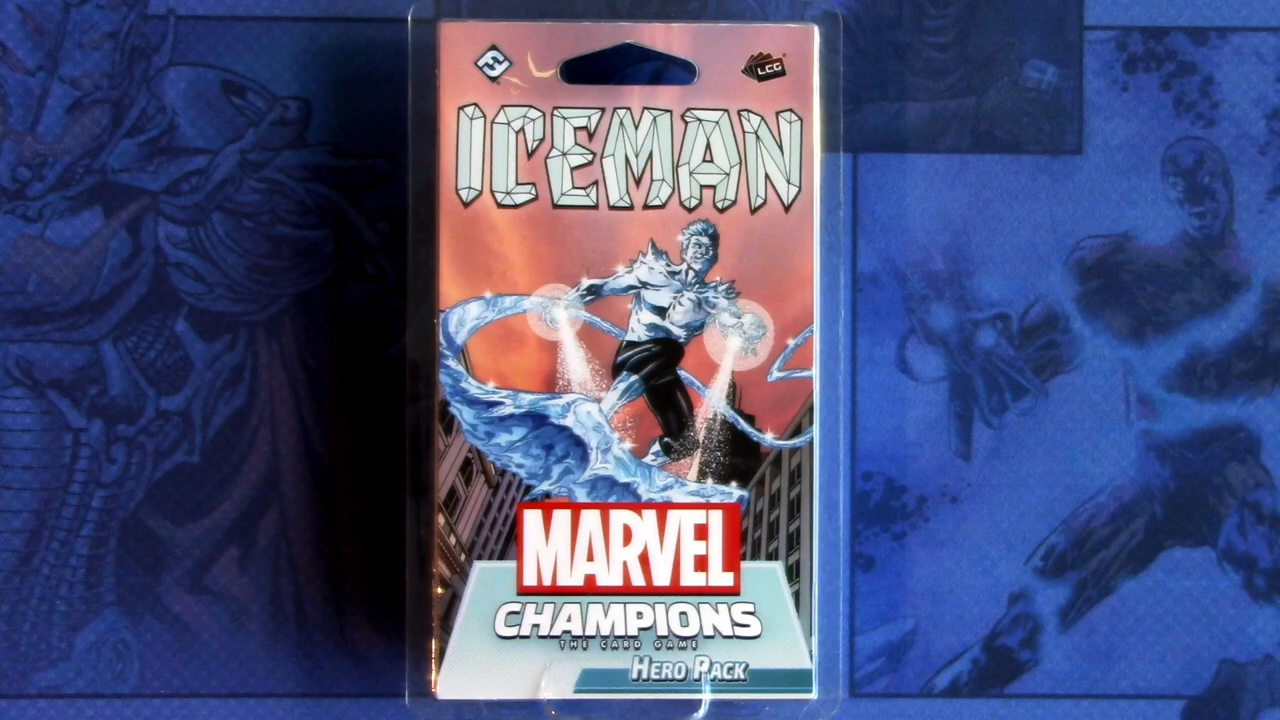 LCG
ICEMAN
MARVEL
CHAMPIONS
THE CARD GAME
HERO PACK